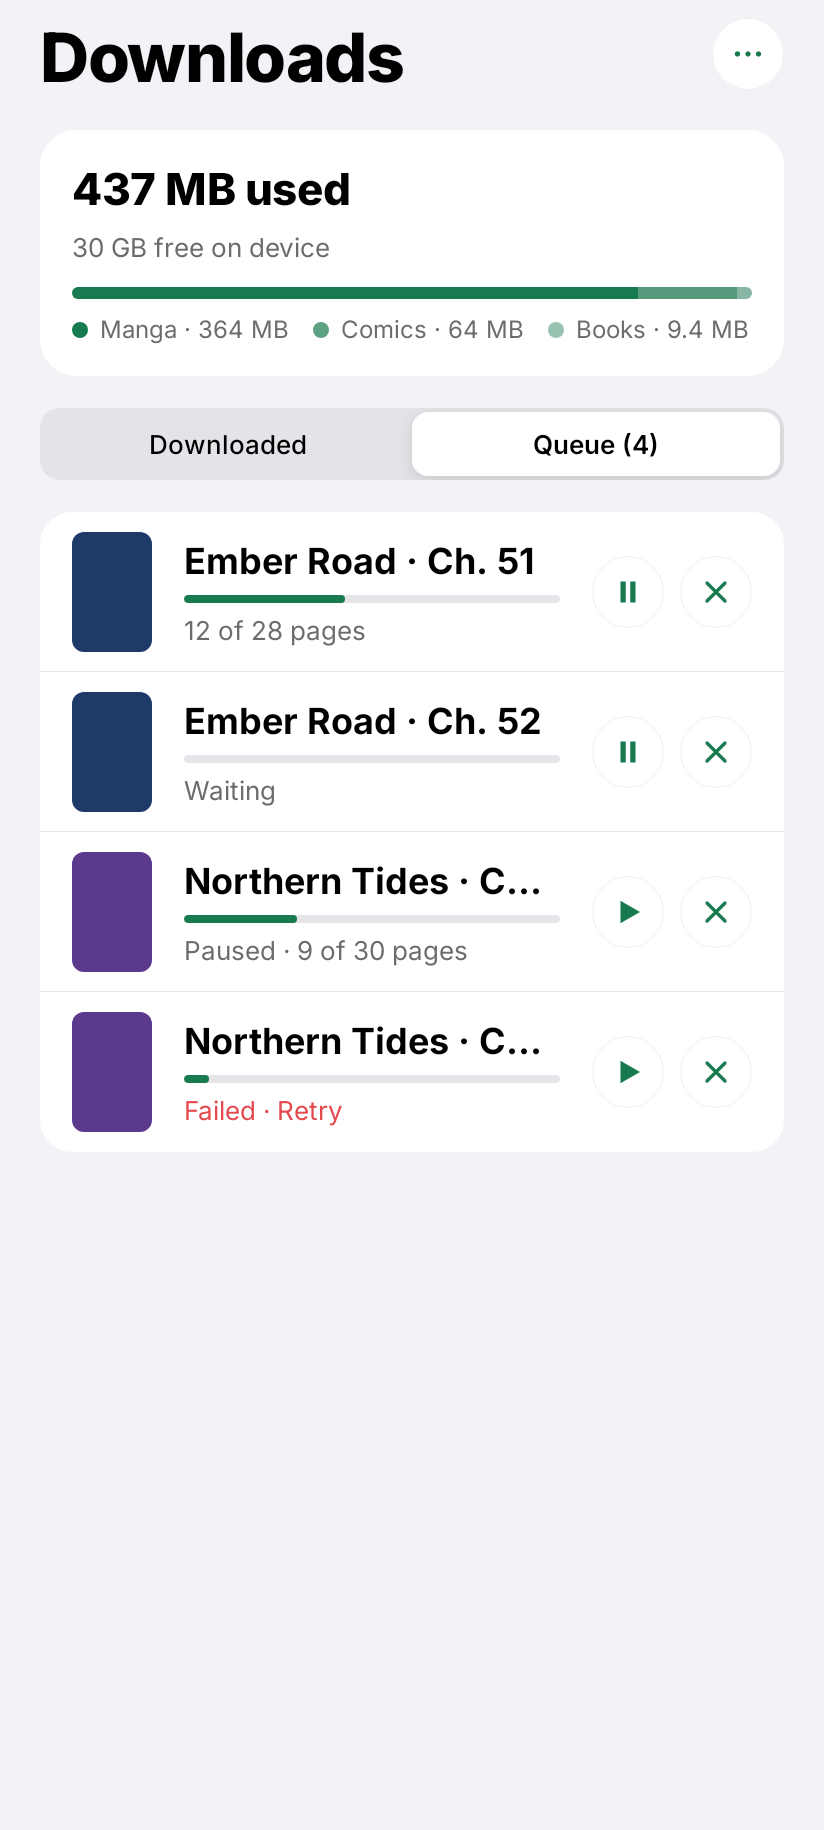 Downloads
437 MB used
30 GB free on device
Manga · 364 MB Comics · 64 MB Books · 9.4 MB
Downloaded Queue (4)
Ember Road · Ch. 51
12 of 28 pages
Ember Road · Ch. 52
Waiting
Northern Tides · C...
Paused · 9 of 30 pages
Northern Tides · C...
Failed · Retry